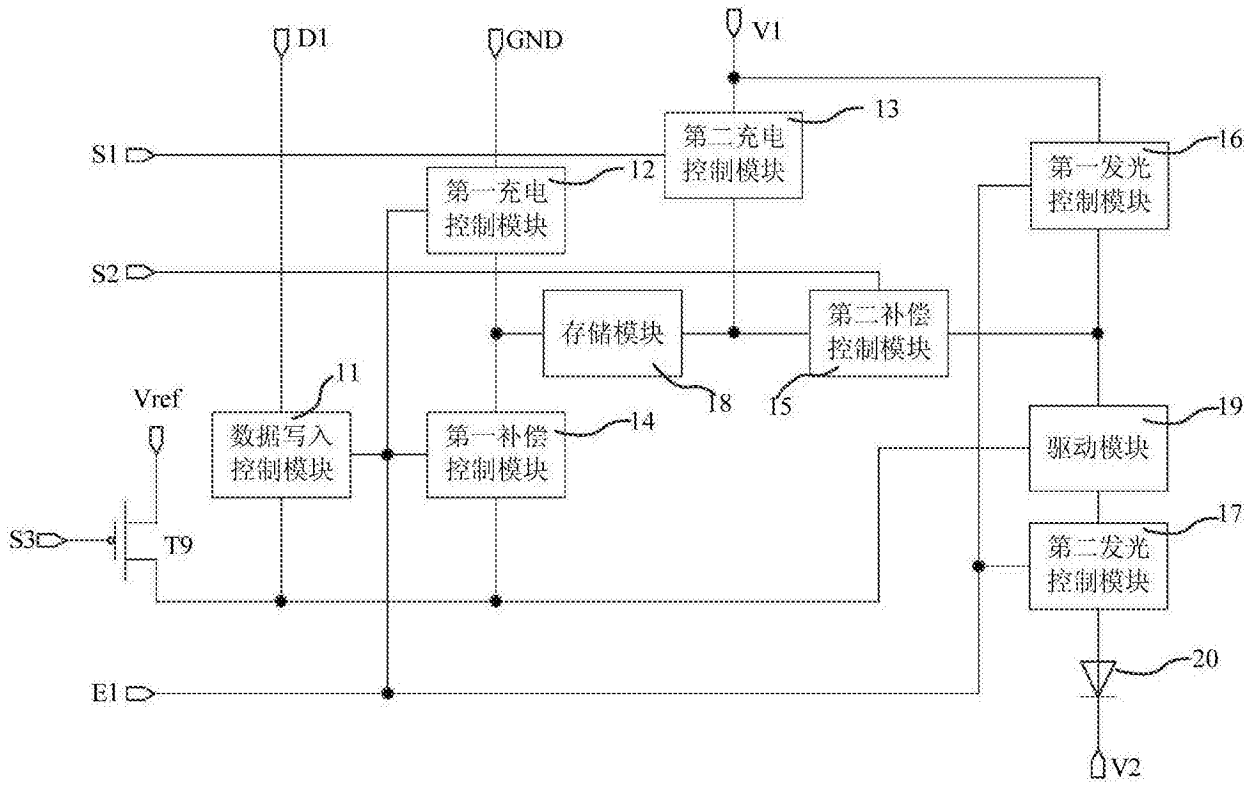 D1
GND
V1
13
第二充电
控制模块
S1
12
第一充电
控制模块
16
第一发光
控制模块
S2
存储模块
18
第二补偿
控制模块
15
Vref
11
数据写入
控制模块
14
第一补偿
控制模块
19
驱动模块
S3
T9
17
第二发光
控制模块
20
E1
V2